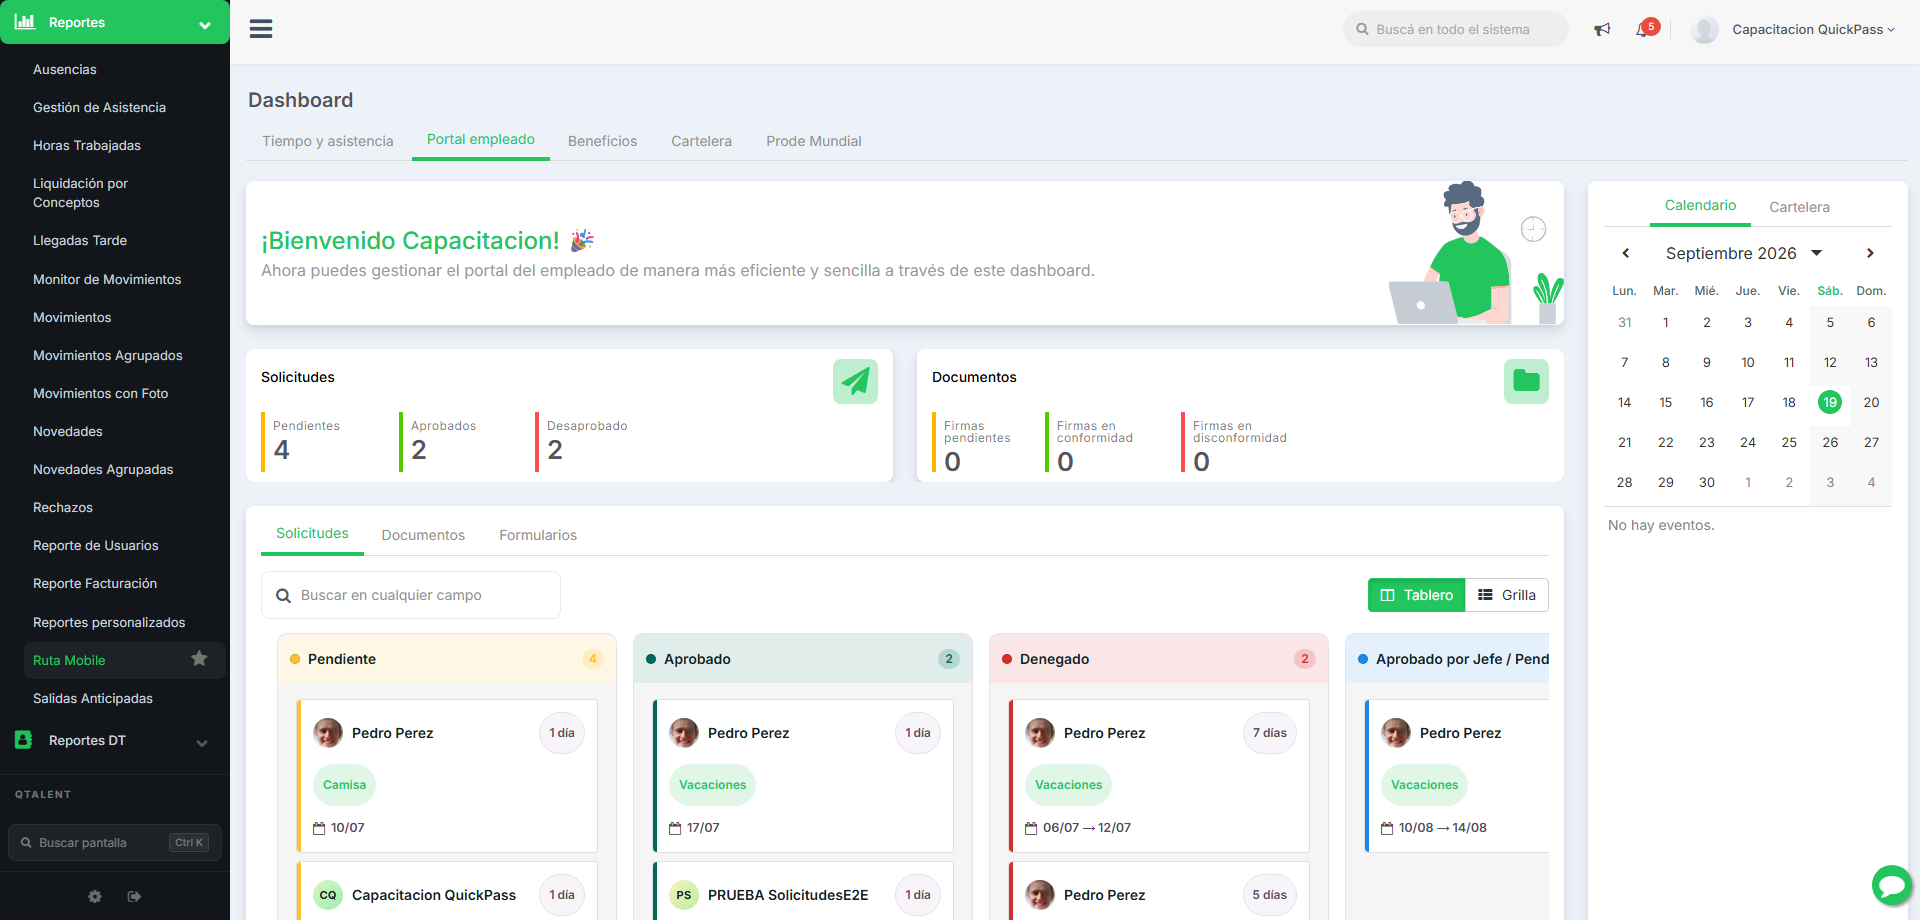 Reportes
Ausencias
Gestión de Asistencia
Horas Trabajadas
Liquidación por
Conceptos
Llegadas Tarde
Monitor de Movimientos
Movimientos
Movimientos Agrupados
Movimientos con Foto
Novedades
Novedades Agrupadas
Rechazos
Reporte de Usuarios
Reporte Facturación
Reportes personalizados
Ruta Mobile
Salidas Anticipadas
Reportes DT
QTALENT
Buscar pantalla Ctrl K
Buscá en todo el sistema
5
Capacitacion QuickPass
Dashboard
Tiempo y asistencia Portal empleado Beneficios Cartelera Prode Mundial
¡Bienvenido Capacitacion! 🎉
Ahora puedes gestionar el portal del empleado de manera más eficiente y sencilla a través de este dashboard.
Solicitudes
Pendientes Aprobados Desaprobado
4 2 2
Documentos
Firmas pendientes
0
Firmas en conformidad
0
Firmas en disconformidad
0
Solicitudes Documentos Formularios
Buscar en cualquier campo
Tablero Grilla
Pendiente 4
Pedro Perez 1 día
Camisa
10/07
CQ Capacitacion QuickPass 1 día
Aprobado 2
Pedro Perez 1 día
Vacaciones
17/07
PS PRUEBA SolicitudesE2E 1 día
Denegado 2
Pedro Perez 7 días
Vacaciones
06/07 → 12/07
Pedro Perez 5 días
Aprobado por Jefe / Pend
Pedro Perez
Vacaciones
10/08 → 14/08
Calendario Cartelera
Septiembre 2026
Lun. Mar. Mié. Jue. Vie. Sáb. Dom.
31 1 2 3 4 5 6
7 8 9 10 11 12 13
14 15 16 17 18 19 20
21 22 23 24 25 26 27
28 29 30 1 2 3 4
No hay eventos.